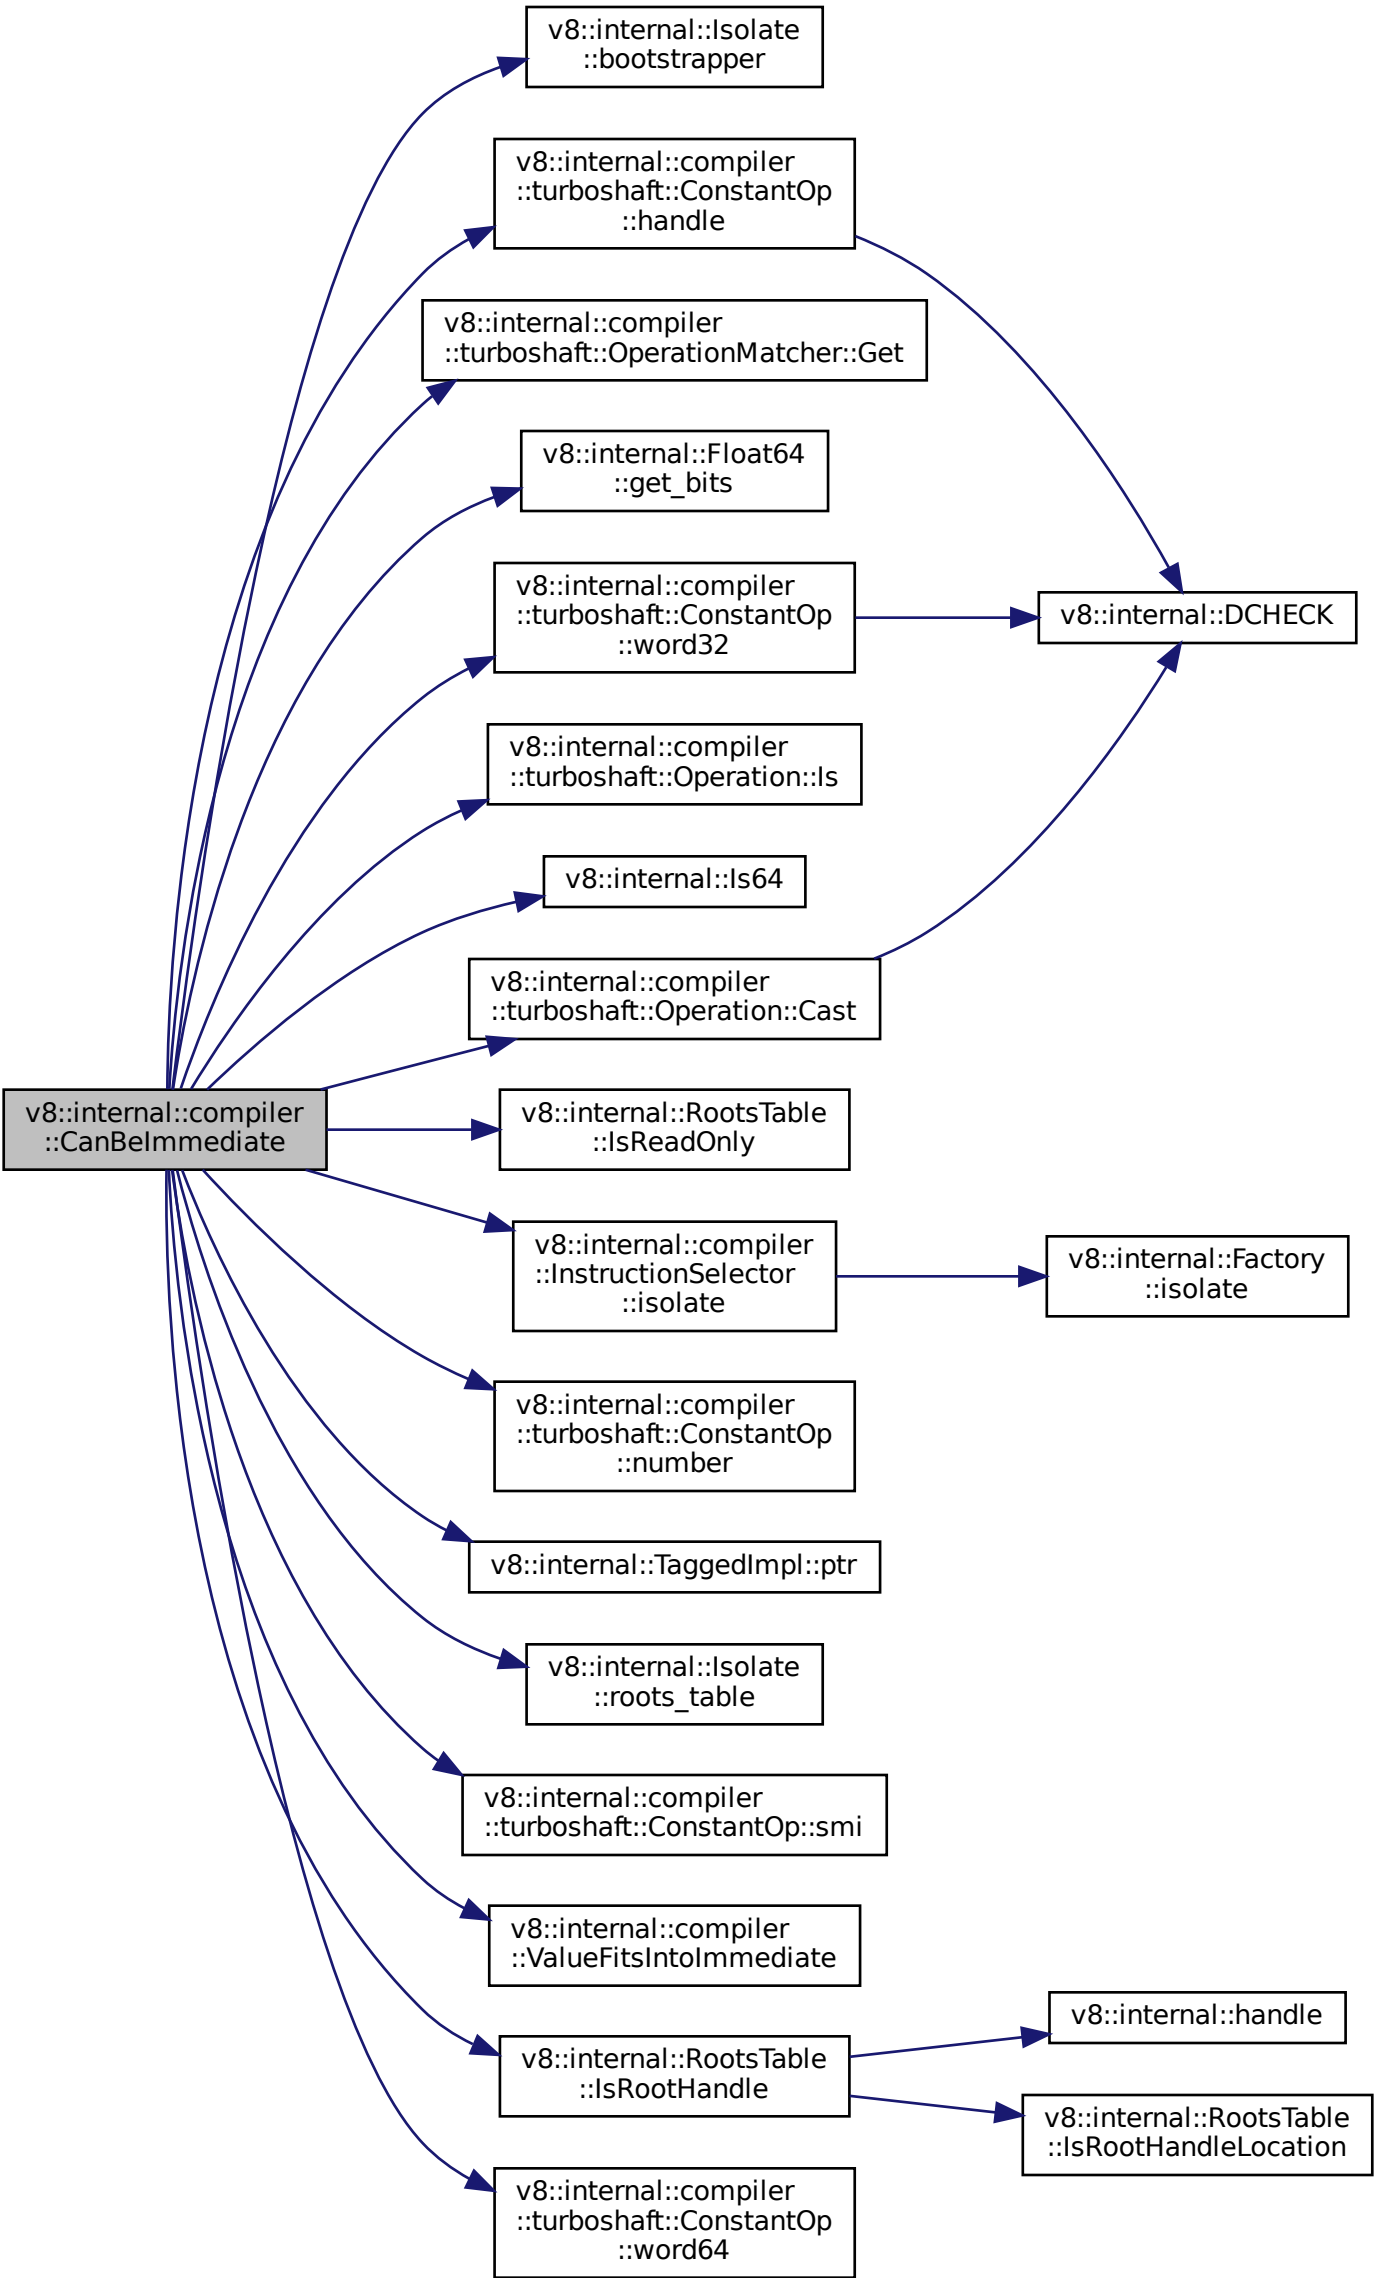 v8::internal::Isolate
::bootstrapper
v8::internal::compiler
::turboshaft::ConstantOp
::handle
v8::internal::compiler
::turboshaft::OperationMatcher::Get
v8::internal::Float64
::get_bits
v8::internal::compiler
::turboshaft::ConstantOp
::word32
v8::internal::DCHECK
v8::internal::compiler
::turboshaft::Operation::Is
v8::internal::Is64
v8::internal::compiler
::turboshaft::Operation::Cast
v8::internal::compiler
::CanBeImmediate
v8::internal::RootsTable
::IsReadOnly
v8::internal::compiler
::InstructionSelector
::isolate
v8::internal::Factory
::isolate
v8::internal::compiler
::turboshaft::ConstantOp
::number
v8::internal::TaggedImpl::ptr
v8::internal::Isolate
::roots_table
v8::internal::compiler
::turboshaft::ConstantOp::smi
v8::internal::compiler
::ValueFitsIntoImmediate
v8::internal::handle
v8::internal::RootsTable
::IsRootHandle
v8::internal::RootsTable
::IsRootHandleLocation
v8::internal::compiler
::turboshaft::ConstantOp
::word64